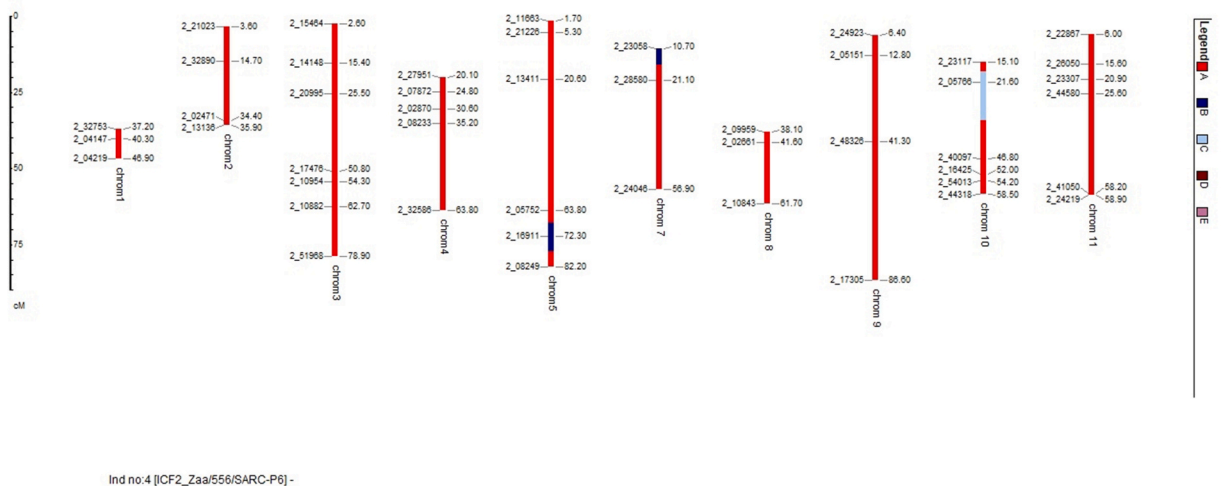 0
25
50
75
cM
2_32753 37.20
2_04147 40.30
2_04219 46.90
chrom1
2_21023 3.60
2_32890 14.70
2_02471 34.40
2_13136 35.90
chrom2
2_15464 2.60
2_14148 15.40
2_20995 25.50
2_17476 50.80
2_10954 54.30
2_10882 62.70
2_51968 78.90
chrom3
2_27951 20.10
2_07872 24.80
2_02870 30.60
2_08233 35.20
2_32586 63.80
chrom4
2_11663 1.70
2_21226 5.30
2_13411 20.60
2_05752 63.80
2_16911 72.30
2_08249 82.20
chrom5
2_23058 10.70
2_28580 21.10
2_24046 56.90
chrom 7
2_09959 38.10
2_02661 41.60
2_10843 61.70
chrom 8
2_24923 6.40
2_05151 12.80
2_48326 41.30
2_17305 86.60
chrom 9
2_23117 15.10
2_05766 21.60
2_40097 46.80
2_16425 52.00
2_54013 54.20
2_44318 58.50
chrom 10
2_22867 6.00
2_26050 15.60
2_23307 20.90
2_44580 25.60
2_41050 58.20
2_24219 58.90
chrom 11
Legend
A
B
C
D
E
Ind no:4 [ICF2_Zaa/556/SARC-P6] -